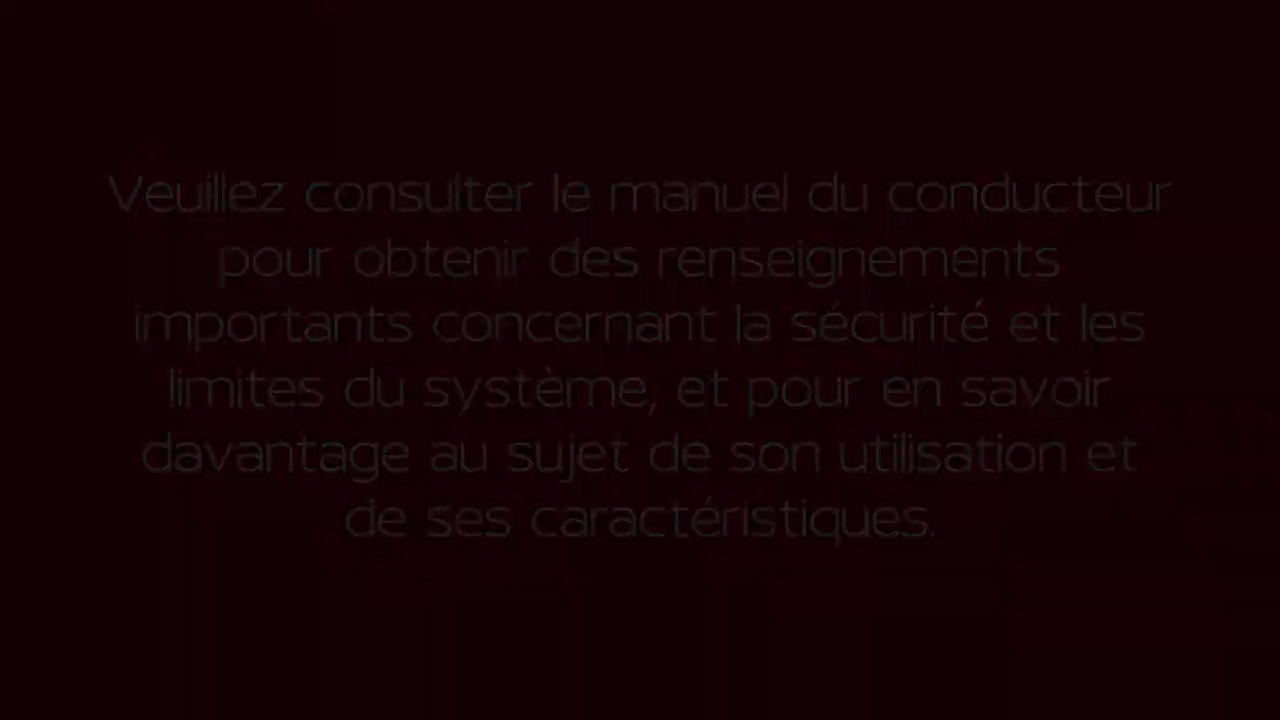 Veuillez consulter le manuel du conducteur
pour obtenir des renseignements
importants concernant la sécurité et les
limites du système, et pour en savoir
davantage au sujet de son utilisation et
de ses caractéristiques.